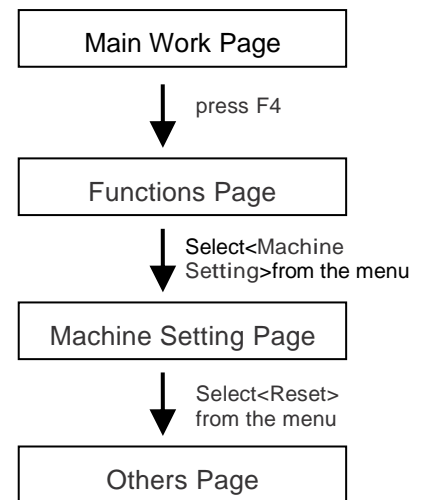 Main Work Page
press F4
Functions Page
Select<Machine
Setting>from the menu
Machine Setting Page
Select<Reset>
from the menu
Others Page